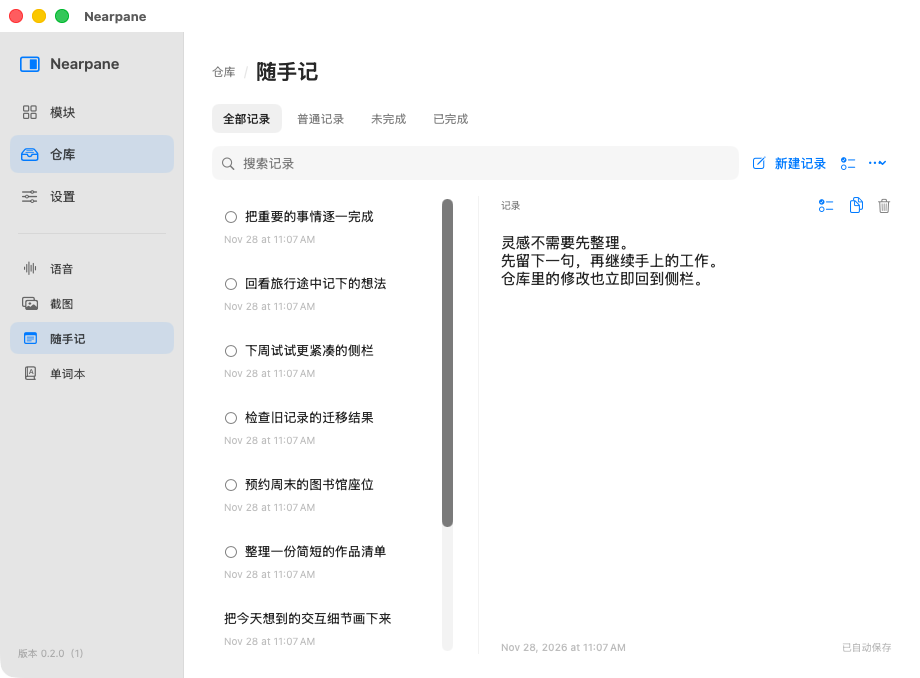 Nearpane
Nearpane
模块
仓库
设置
语音
截图
随手记
单词本
版本 0.2.0 (1)
仓库 / 随手记
全部记录 普通记录 未完成 已完成
搜索记录
新建记录
把重要的事情逐一完成
Nov 28 at 11:07 AM
回看旅行途中记下的想法
Nov 28 at 11:07 AM
下周试试更紧凑的侧栏
Nov 28 at 11:07 AM
检查旧记录的迁移结果
Nov 28 at 11:07 AM
预约周末的图书馆座位
Nov 28 at 11:07 AM
整理一份简短的作品清单
Nov 28 at 11:07 AM
把今天想到的交互细节画下来
Nov 28 at 11:07 AM
记录
灵感不需要先整理。
先留下一句，再继续手上的工作。
仓库里的修改也立即回到侧栏。
Nov 28, 2026 at 11:07 AM
已自动保存